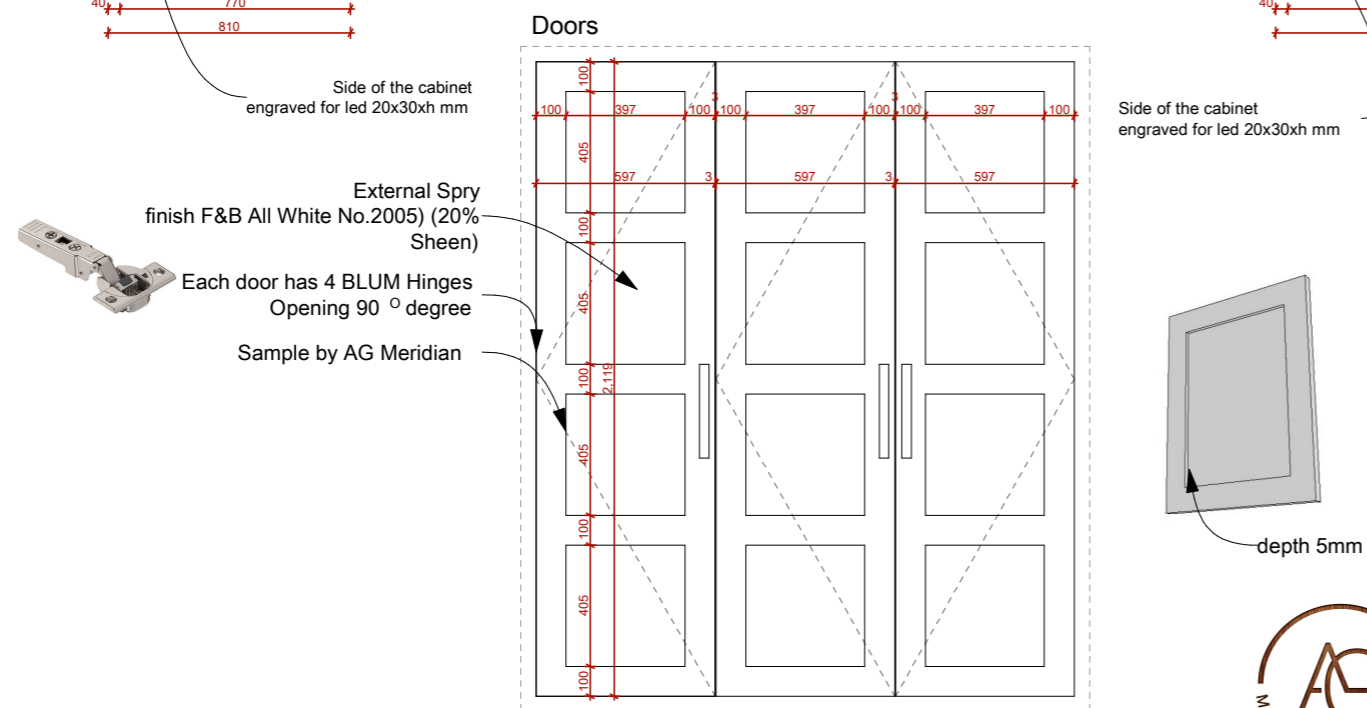 40
770
810
Side of the cabinet
engraved for led 20x30xh mm
Doors
40
Side of the cabinet
engraved for led 20x30xh mm
External Spry
finish F&B All White No.2005) (20%
Sheen)
Each door has 4 BLUM Hinges
Opening 90 O degree
Sample by AG Meridian
100
3
3
100
397
100
100
397
100
100
397
100
405
597
3
597
3
597
100
405
100
2,119
405
100
405
100
depth 5mm
M